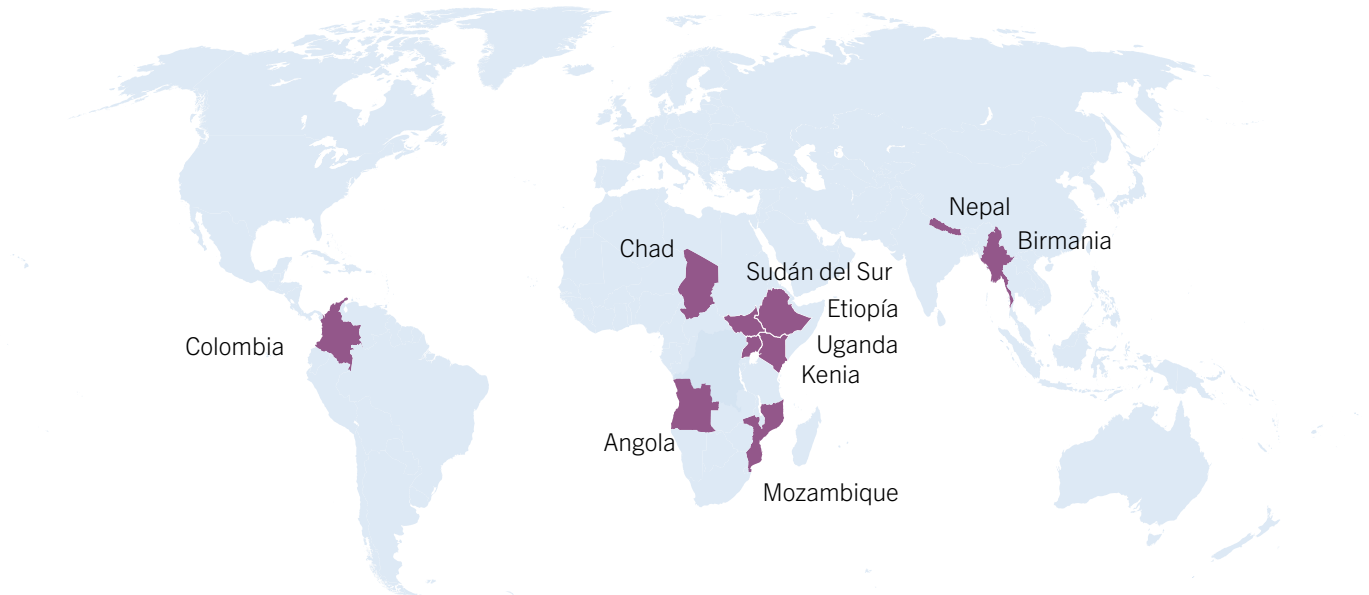 Nepal
Birmania
Chad
Sudán del Sur
Etiopía
Uganda
Colombia
Kenia
Angola
Mozambique